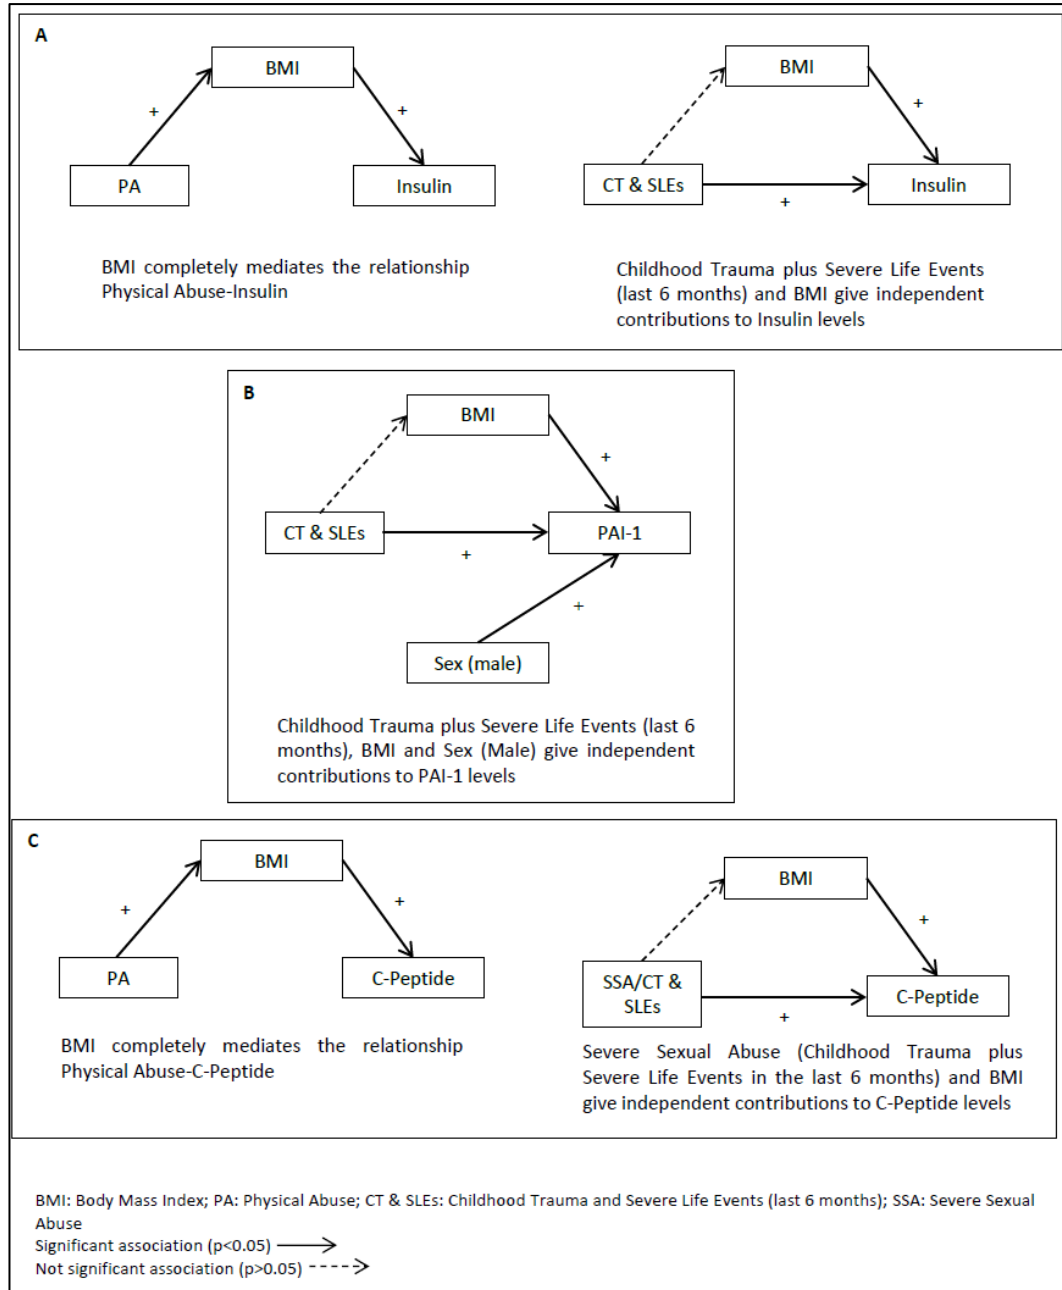 A
BMI
+
+
PA
Insulin
BMI completely mediates the relationship
Physical Abuse-Insulin
BMI
+
CT & SLEs
Insulin
+
Childhood Trauma plus Severe Life Events
(last 6 months) and BMI give independent
contributions to Insulin levels
B
BMI
+
CT & SLEs
PAI-1
+
+
Sex (male)
Childhood Trauma plus Severe Life Events (last 6
months), BMI and Sex (Male) give independent
contributions to PAI-1 levels
C
BMI
+
+
PA
C-Peptide
BMI completely mediates the relationship
Physical Abuse-C-Peptide
BMI
+
SSA/CT &
SLEs
C-Peptide
+
Severe Sexual Abuse (Childhood Trauma plus
Severe Life Events in the last 6 months) and BMI
give independent contributions to C-Peptide levels
BMI: Body Mass Index; PA: Physical Abuse; CT & SLEs: Childhood Trauma and Severe Life Events (last 6 months); SSA: Severe Sexual
Abuse
Significant association (p<0.05)
Not significant association (p>0.05)